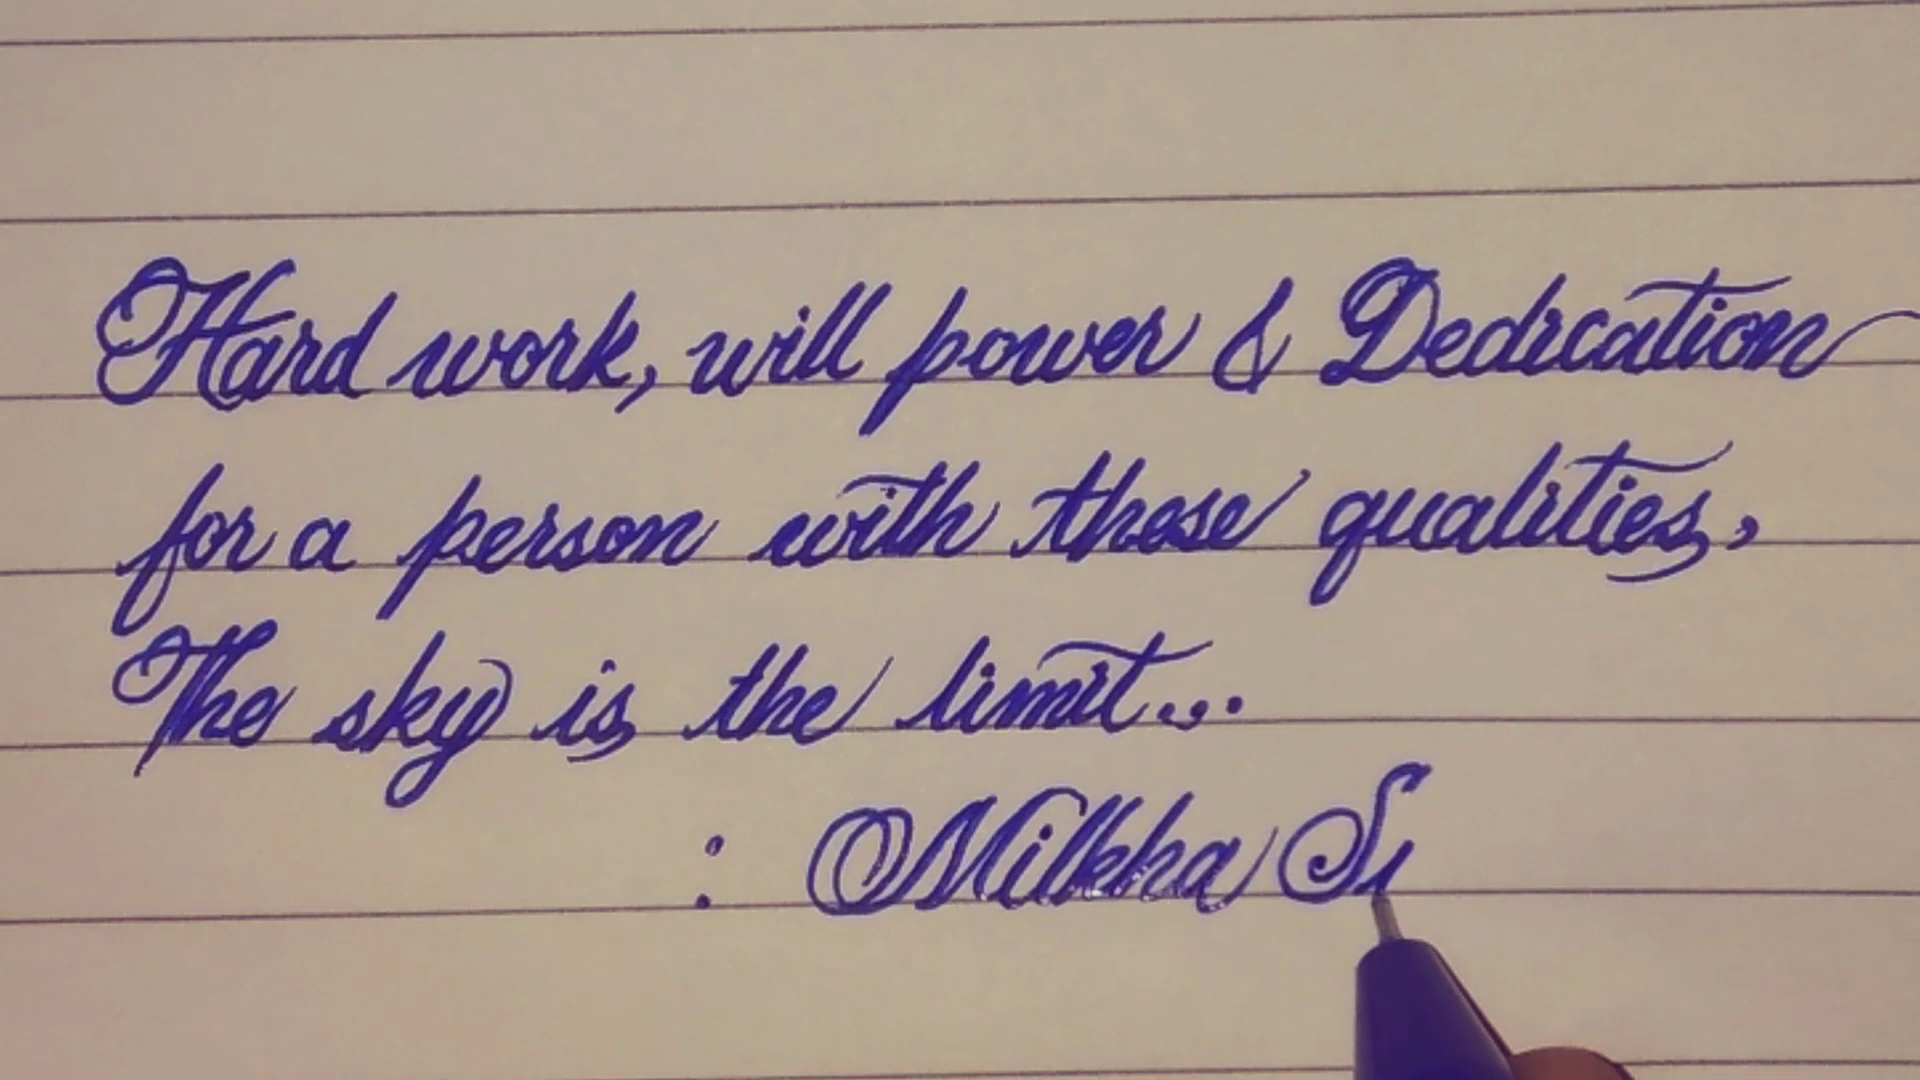 Hard work, will power & Dedication
for a person with these qualities,
The sky is the limit...
: Milkha Si